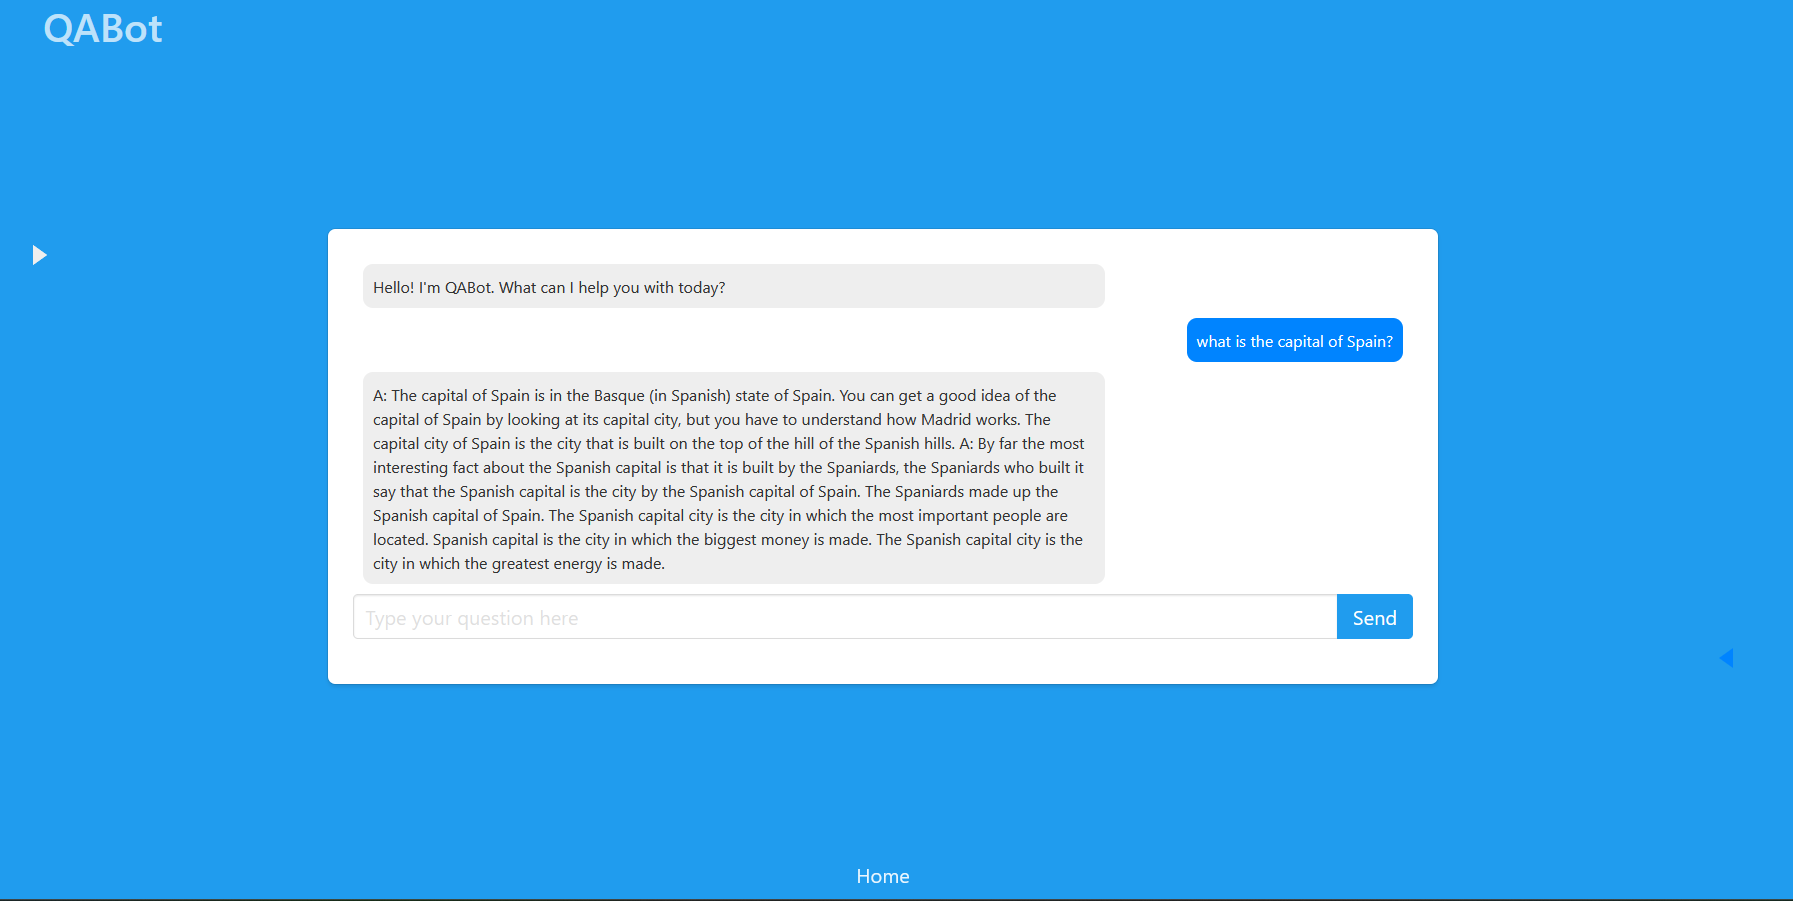 QABot
Hello! I'm QABot. What can I help you with today?
what is the capital of Spain?
A: The capital of Spain is in the Basque (in Spanish) state of Spain. You can get a good idea of the
capital of Spain by looking at its capital city, but you have to understand how Madrid works. The
capital city of Spain is the city that is built on the top of the hill of the Spanish hills. A: By far the most
interesting fact about the Spanish capital is that it is built by the Spaniards, the Spaniards who built it
say that the Spanish capital is the city by the Spanish capital of Spain. The Spaniards made up the
Spanish capital of Spain. The Spanish capital city is the city in which the most important people are
located. Spanish capital is the city in which the biggest money is made. The Spanish capital city is the
city in which the greatest energy is made.
Type your question here
Send
Home